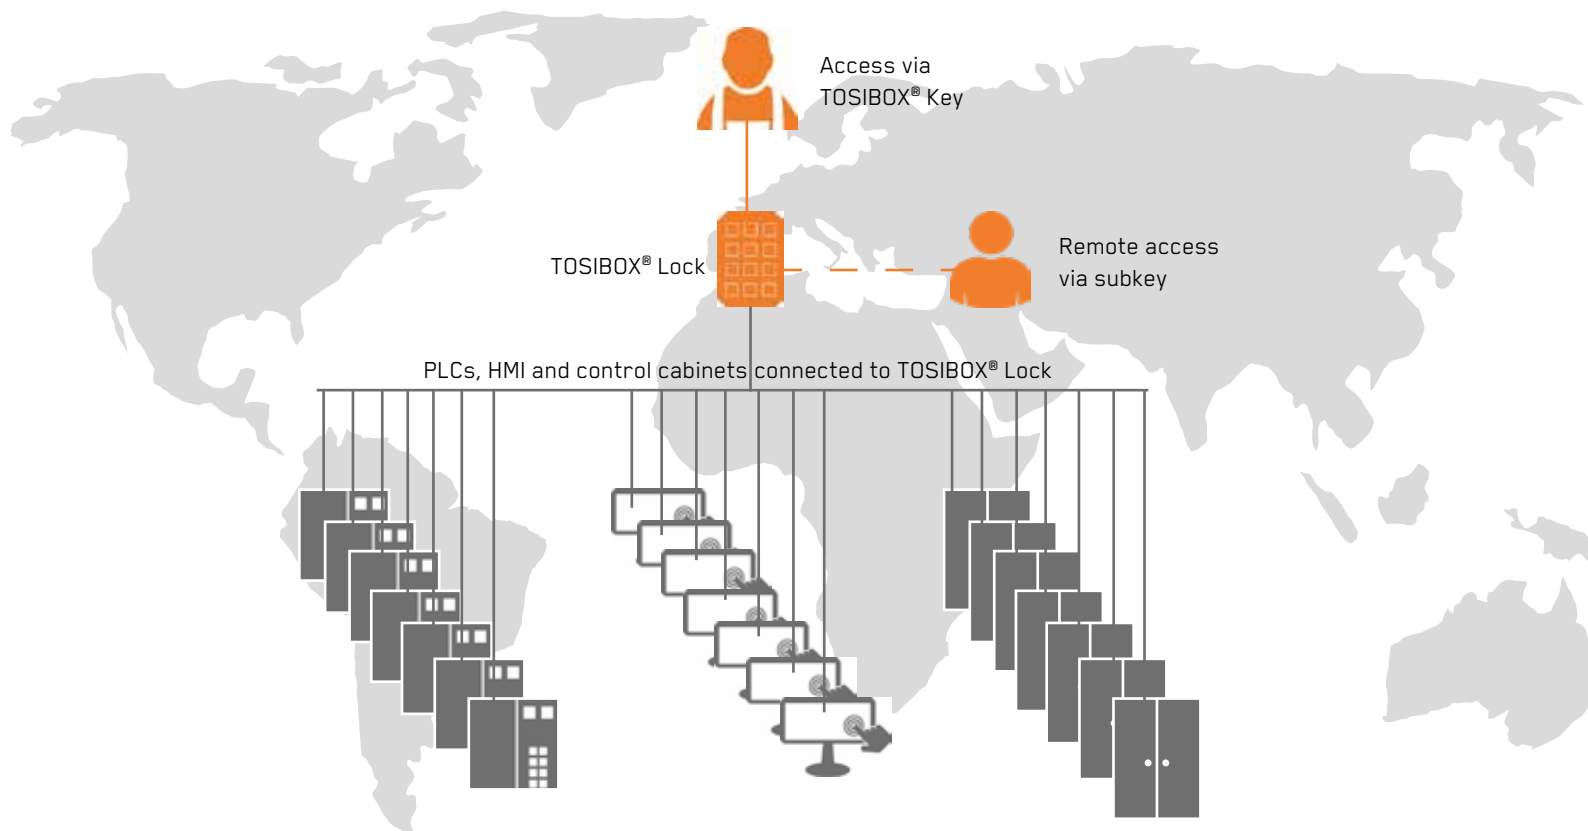 Access via
TOSIBOX® Key
TOSIBOX® Lock
Remote access
via subkey
PLCs, HMI and control cabinets connected to TOSIBOX® Lock